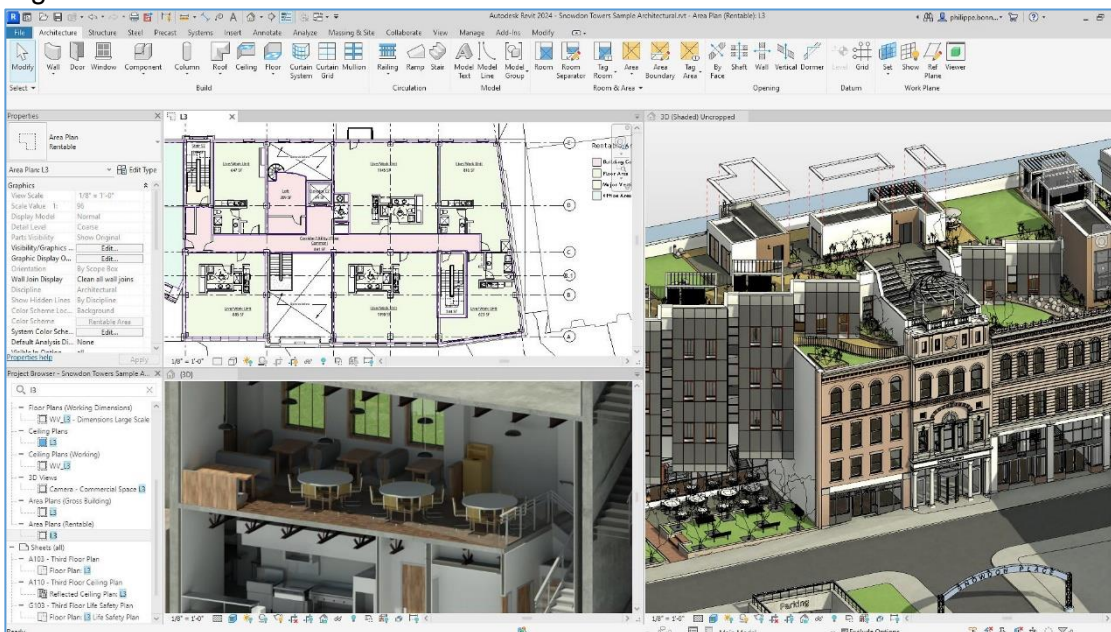 Autodesk Revit 2024 - Snowdon Towers Sample Architectural.rvt - Area Plan (Rentable): L3
philippe.bonn...
File Architecture Structure Steel Precast Systems Insert Annotate Analyze Massing & Site Collaborate View Manage Add-Ins Modify
Modify Wall Door Window Component Column Roof Ceiling Floor Curtain System Curtain Grid Mullion Railing Ramp Stair Model Text Model Line Model Group Room Room Separator Tag Room Area Area Boundary Tag Area By Face Shaft Wall Vertical Dormer Level Grid Set Show Ref Plane Viewer
Select Build Circulation Model Room & Area Opening Datum Work Plane
Properties
Area Plan
Rentable
Area Plan: L3
Edit Type
Graphics
View Scale 1/8" = 1'-0"
Scale Value 1: 96
Display Model Normal
Detail Level Coarse
Parts Visibility Show Original
Visibility/Graphics ... Edit...
Graphic Display O... Edit...
Orientation By Scope Box
Wall Join Display Clean all wall joins
Discipline Architectural
Show Hidden Lines By Discipline
Color Scheme Loc... Background
Color Scheme Rentable Area
System Color Sche... Edit...
Default Analysis Di... None
Properties help Apply
Project Browser - Snowdon Towers Sample A...
l3
Floor Plans (Working Dimensions)
WV_L3 - Dimensions Large Scale
Ceiling Plans
L3
Ceiling Plans (Working)
WV_L3
3D Views
Camera - Commercial Space L3
Area Plans (Gross Building)
L3
Area Plans (Rentable)
L3
Sheets (all)
A103 - Third Floor Plan
Floor Plan: L3
A110 - Third Floor Ceiling Plan
Reflected Ceiling Plan: L3
G103 - Third Floor Life Safety Plan
Floor Plan: L3 Life Safety Plan
Ready
L3
1/8" = 1'-0"
{3D}
1/8" = 1'-0"
3D (Shaded) Uncropped
SNOWDON PLACE
Parking
1/8" = 1'-0"
Main Model
Exclude Options